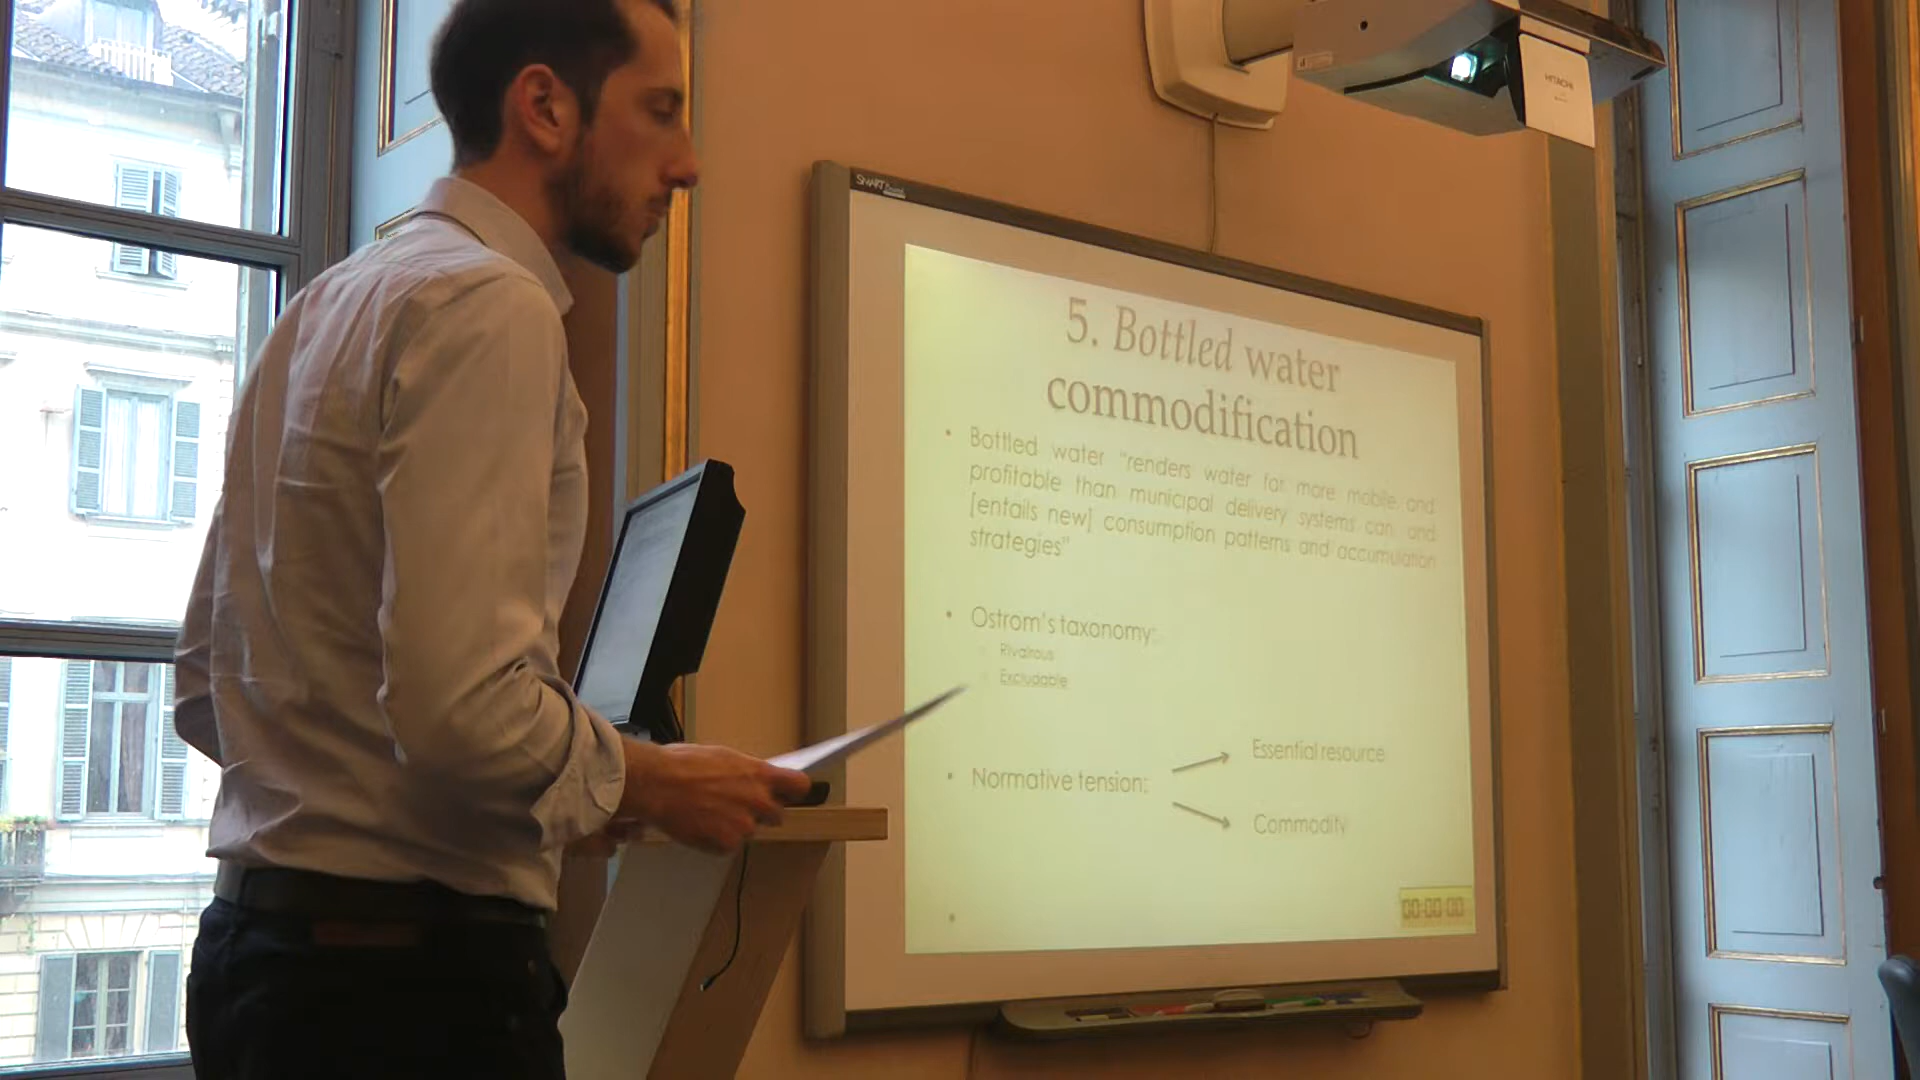 HITACHI
SMART
5. Bottled water
commodification
• Bottled water "renders water far more mobile and
profitable than municipal delivery systems can and
[entails new] consumption patterns and accumulation
strategies"
• Ostrom's taxonomy:
Rivalrous
Excludable
Essential resource
• Normative tension:
Commodity
00:00:00